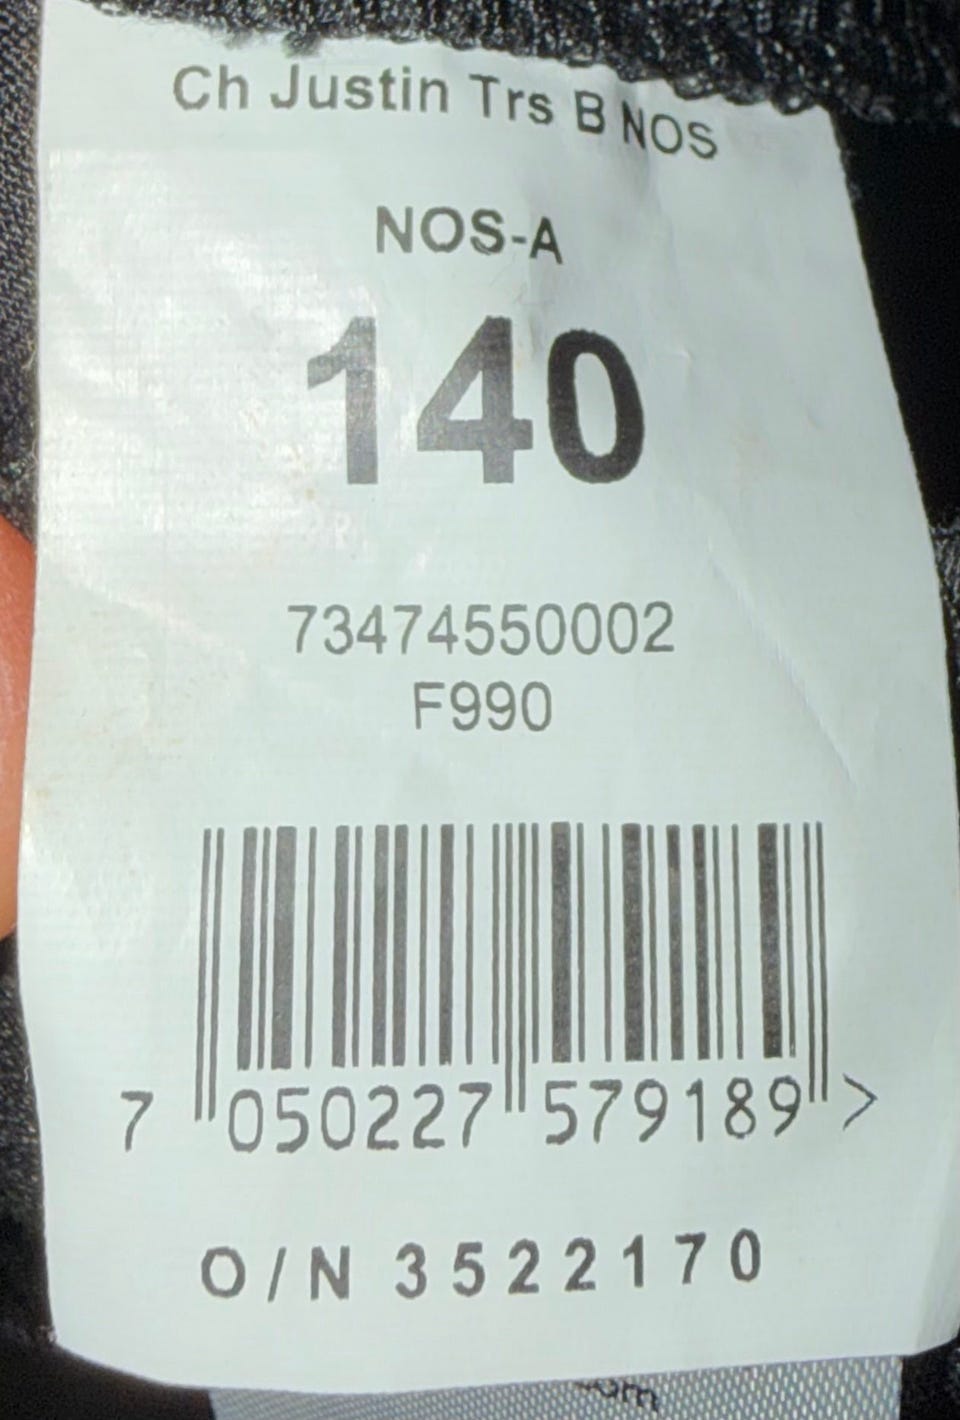 Ch Justin Trs B NOS
NOS-A
140
73474550002
F990
7 050227 579189 >
O/N 3522170